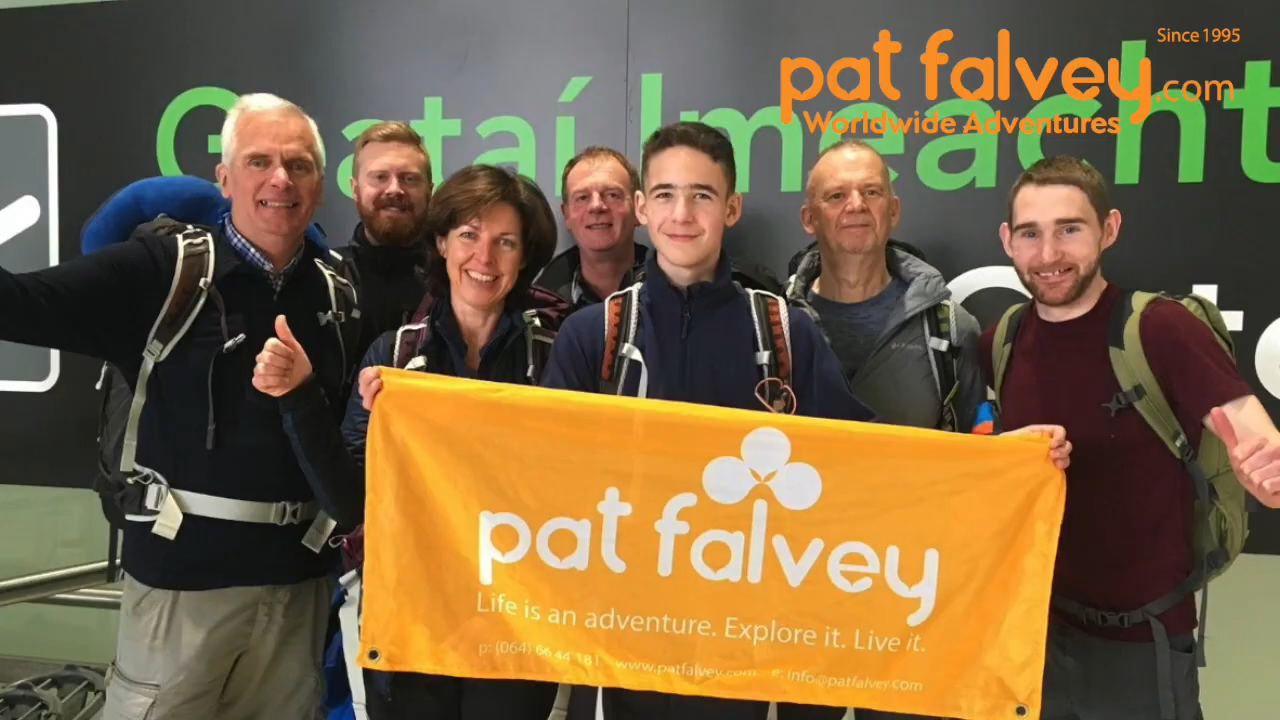 Since 1995
pat falvey.com
Worldwide Adventures
Geataí Imeachta
pat falvey
Life is an adventure. Explore it. Live it.
p: (064) 66 44 181 www.patfalvey.com e: info@patfalvey.com